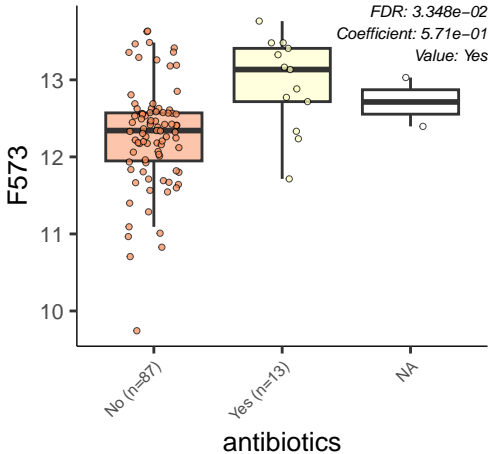 FDR: 3.348e−02
Coefficient: 5.71e−01
Value: Yes
F573
13
12
11
10
No (n=87)
Yes (n=13)
NA
antibiotics